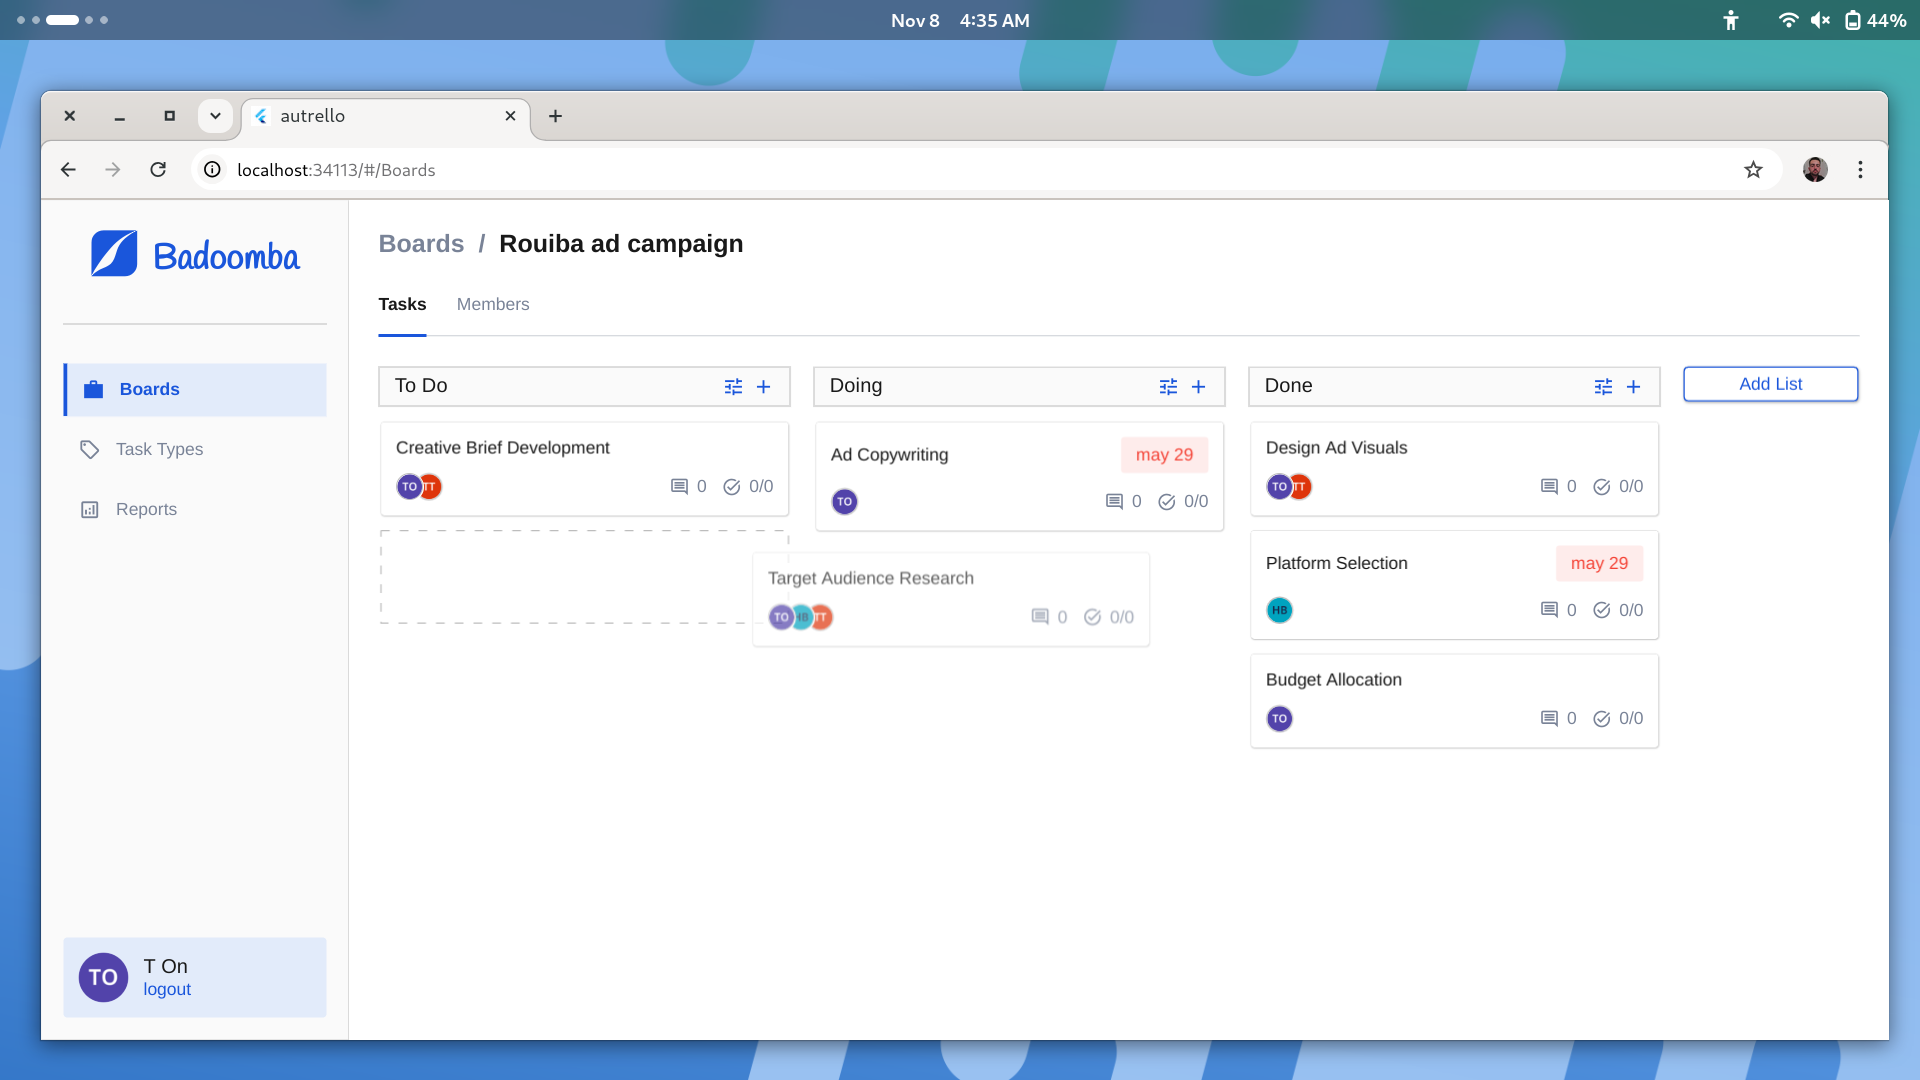 Nov 8 4:35 AM
44%
autrello
localhost:34113/#/Boards
Badoomba
Boards
Task Types
Reports
TO
T On
logout
Boards / Rouiba ad campaign
Tasks Members
To Do
Creative Brief Development
TO TT 0 0/0
Doing
Ad Copywriting may 29
TO 0 0/0
Target Audience Research
TO HB TT 0 0/0
Done
Design Ad Visuals
TO TT 0 0/0
Platform Selection may 29
HB 0 0/0
Budget Allocation
TO 0 0/0
Add List